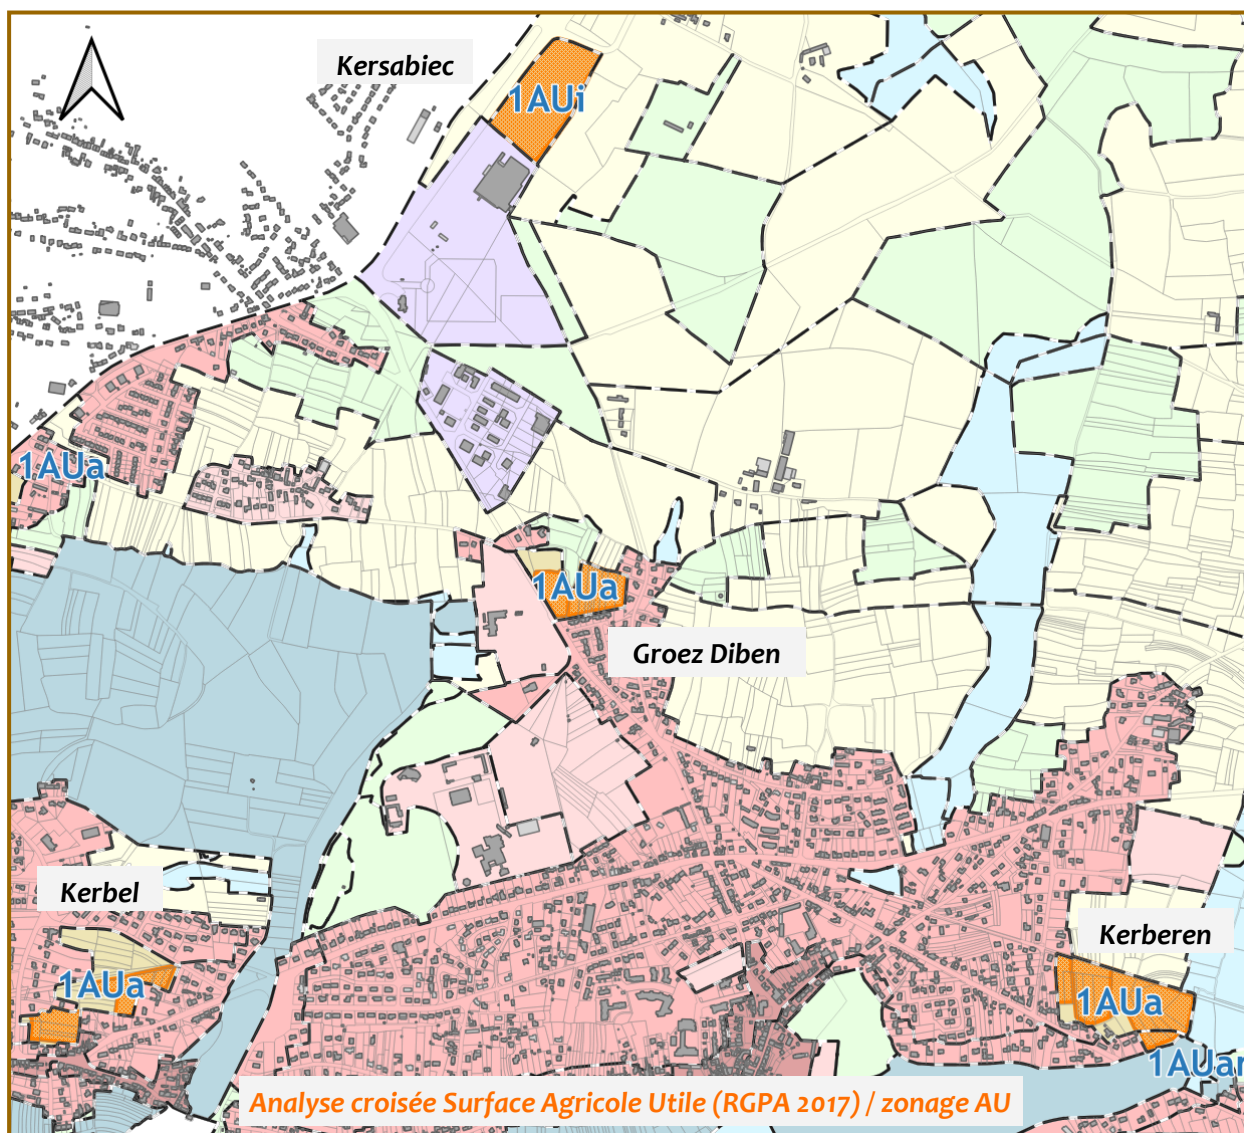 Kersabiec
1AUi
1AUa
1AUa
Groez Diben
Kerbel
1AUa
Kerberen
1AUa
1AUa
Analyse croisée Surface Agricole Utile (RGPA 2017) / zonage AU